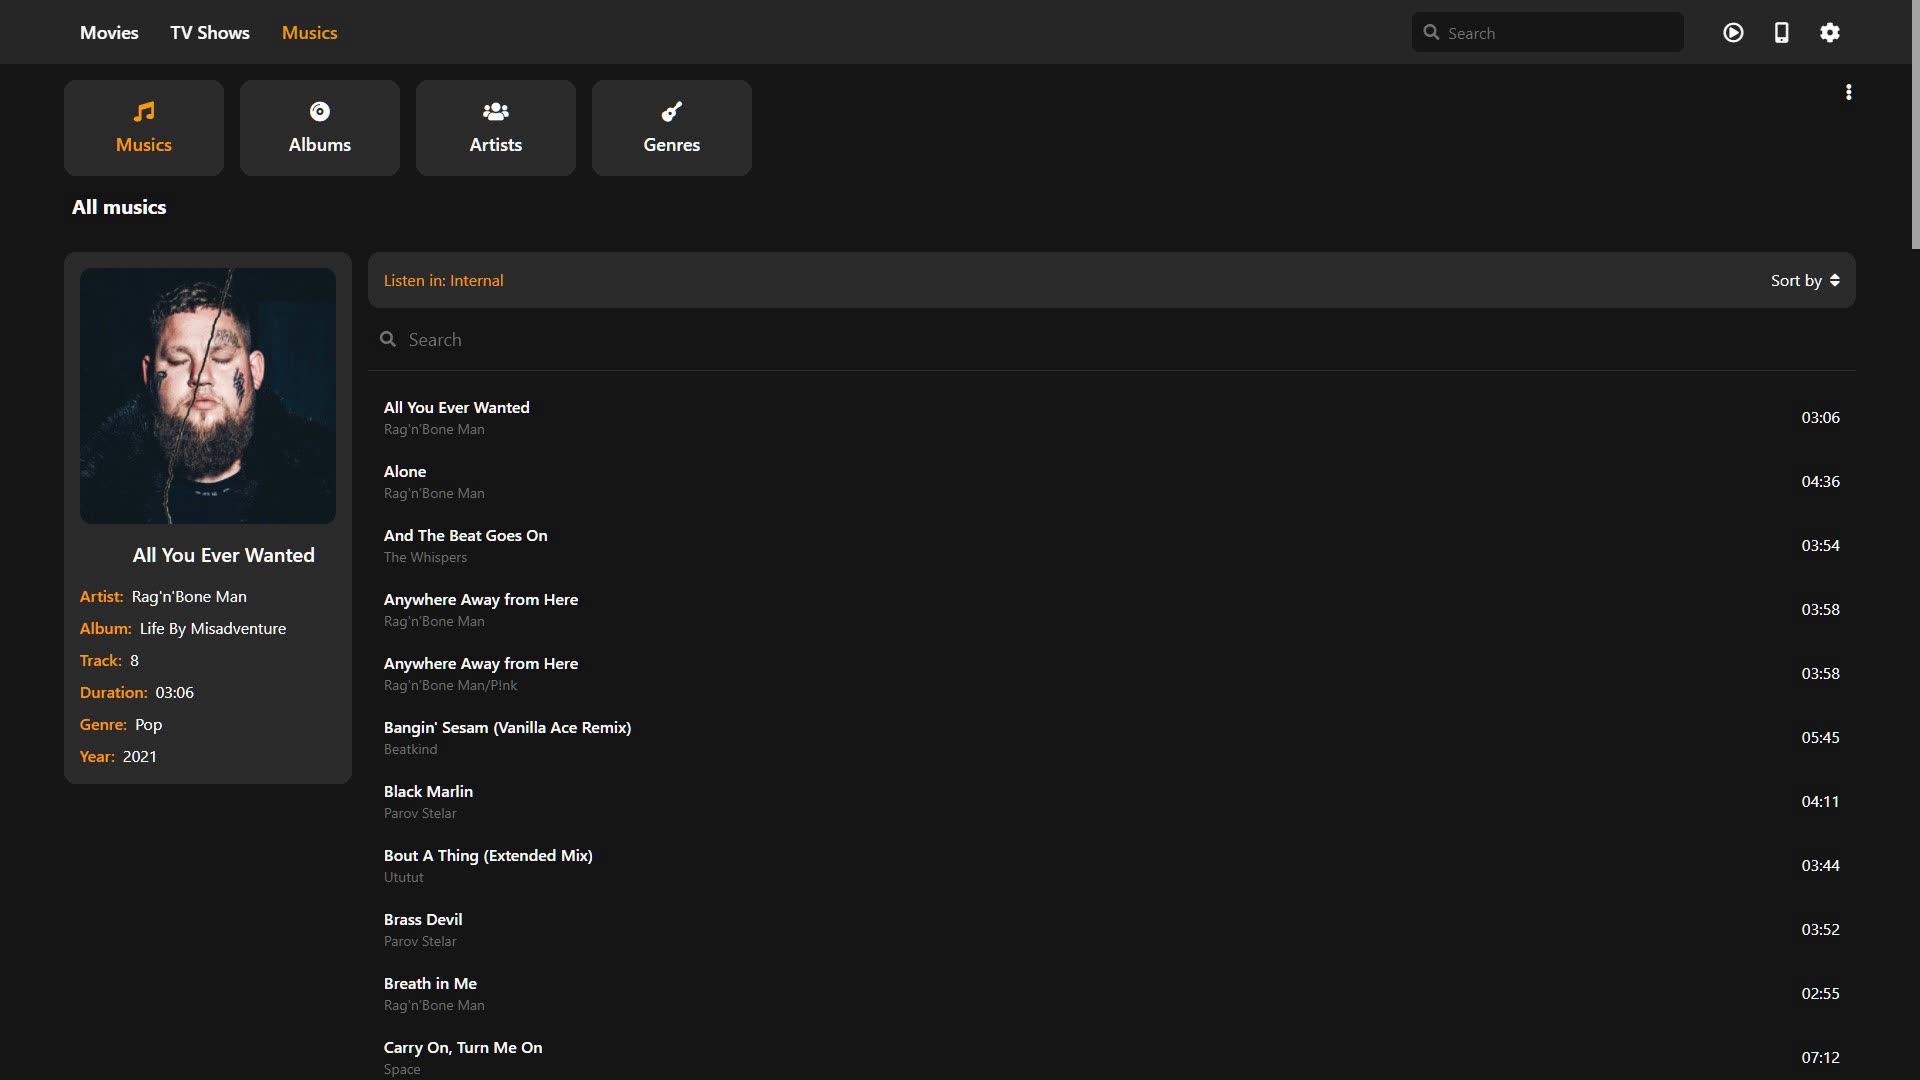 Movies TV Shows Musics Search
Musics Albums Artists Genres
All musics
All You Ever Wanted
Artist: Rag'n'Bone Man
Album: Life By Misadventure
Track: 8
Duration: 03:06
Genre: Pop
Year: 2021
Listen in: Internal Sort by
Search
All You Ever Wanted
Rag'n'Bone Man
03:06
Alone
Rag'n'Bone Man
04:36
And The Beat Goes On
The Whispers
03:54
Anywhere Away from Here
Rag'n'Bone Man
03:58
Anywhere Away from Here
Rag'n'Bone Man/P!nk
03:58
Bangin' Sesam (Vanilla Ace Remix)
Beatkind
05:45
Black Marlin
Parov Stelar
04:11
Bout A Thing (Extended Mix)
Ututut
03:44
Brass Devil
Parov Stelar
03:52
Breath in Me
Rag'n'Bone Man
02:55
Carry On, Turn Me On
Space
07:12